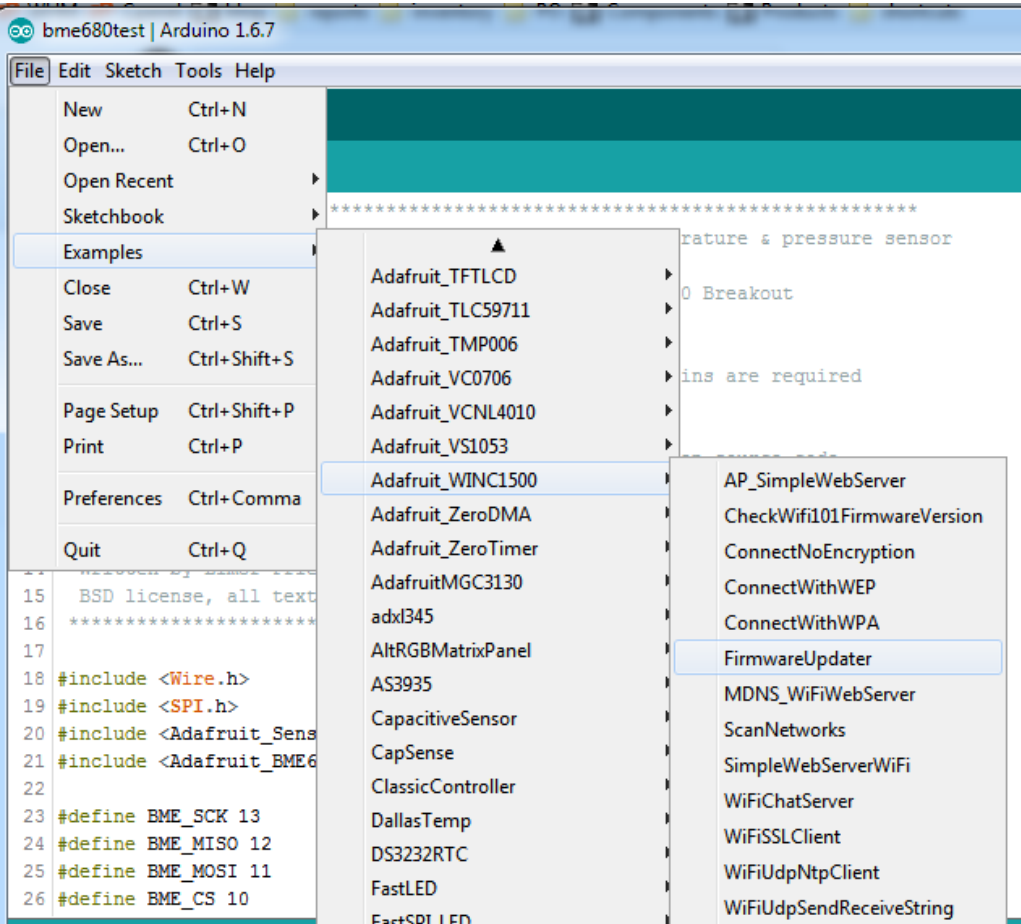 bme680test | Arduino 1.6.7
File Edit Sketch Tools Help
New Ctrl+N
Open... Ctrl+O
Open Recent
Sketchbook
Examples
Close Ctrl+W
Save Ctrl+S
Save As... Ctrl+Shift+S
Page Setup Ctrl+Shift+P
Print Ctrl+P
Preferences Ctrl+Comma
Quit Ctrl+Q
Adafruit_TFTLCD
Adafruit_TLC59711
Adafruit_TMP006
Adafruit_VC0706
Adafruit_VCNL4010
Adafruit_VS1053
Adafruit_WINC1500
Adafruit_ZeroDMA
Adafruit_ZeroTimer
AdafruitMGC3130
adxl345
AltRGBMatrixPanel
AS3935
CapacitiveSensor
CapSense
ClassicController
DallasTemp
DS3232RTC
FastLED
FastSPI_LED
AP_SimpleWebServer
CheckWifi101FirmwareVersion
ConnectNoEncryption
ConnectWithWEP
ConnectWithWPA
FirmwareUpdater
MDNS_WiFiWebServer
ScanNetworks
SimpleWebServerWiFi
WiFiChatServer
WiFiSSLClient
WiFiUdpNtpClient
WiFiUdpSendReceiveString
****************************************************
rature & pressure sensor
0 Breakout
ins are required
15 BSD license, all text
16 **********************
17
18 #include <Wire.h>
19 #include <SPI.h>
20 #include <Adafruit_Sens
21 #include <Adafruit_BME6
22
23 #define BME_SCK 13
24 #define BME_MISO 12
25 #define BME_MOSI 11
26 #define BME_CS 10